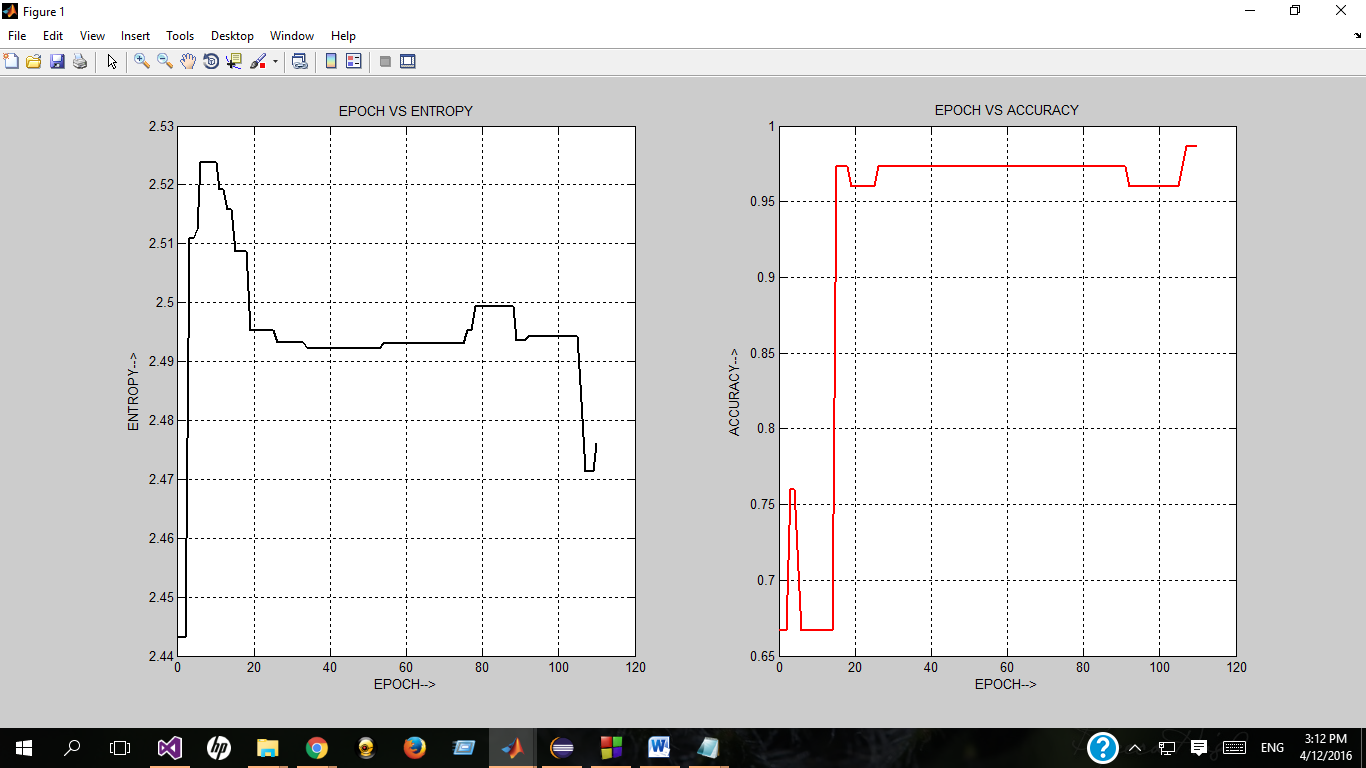 Figure 1
File Edit View Insert Tools Desktop Window Help
EPOCH VS ENTROPY
2.53
2.52
2.51
2.5
2.49
2.48
2.47
2.46
2.45
2.44
ENTROPY-->
0 20 40 60 80 100 120
EPOCH-->
EPOCH VS ACCURACY
1
0.95
0.9
0.85
0.8
0.75
0.7
0.65
ACCURACY-->
0 20 40 60 80 100 120
EPOCH-->
hp
W
?
ENG
3:12 PM
4/12/2016